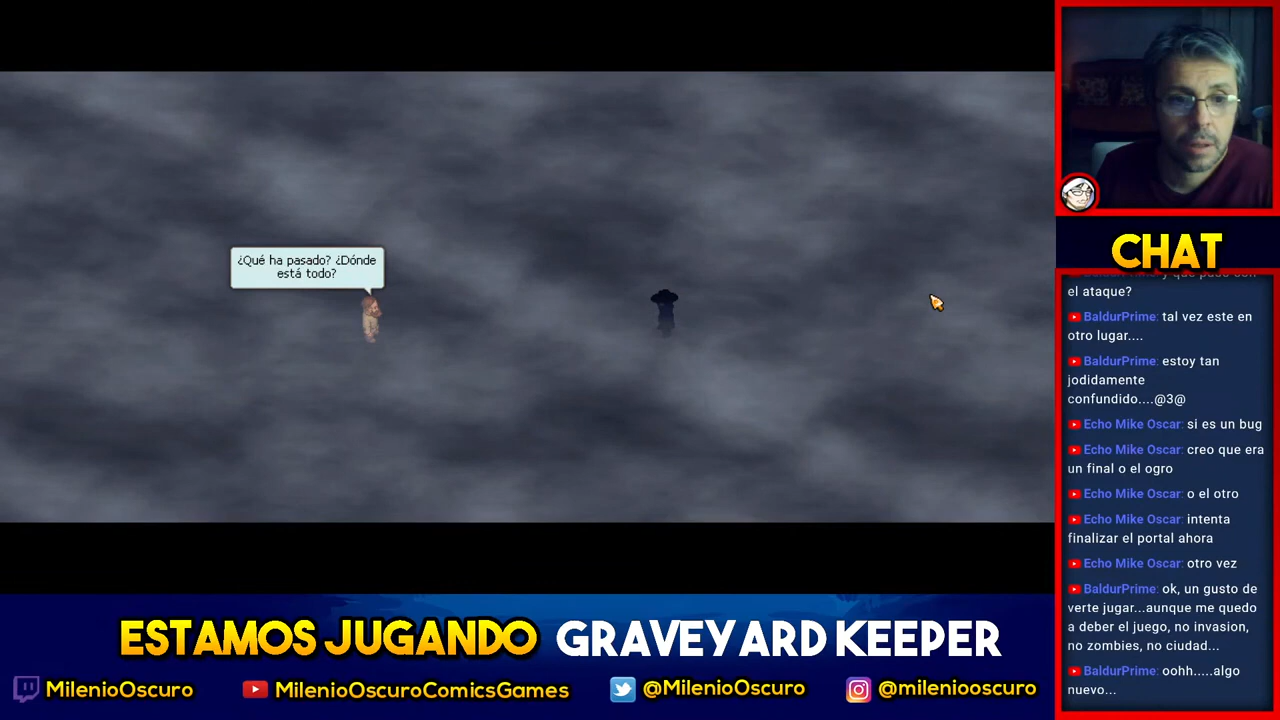 ¿Qué ha pasado? ¿Dónde
está todo?
CHAT
el ataque?
BaldurPrime: tal vez este en
otro lugar....
BaldurPrime: estoy tan
jodidamente
confundido....@3@
Echo Mike Oscar: si es un bug
Echo Mike Oscar: creo que era
un final o el ogro
Echo Mike Oscar: o el otro
Echo Mike Oscar: intenta
finalizar el portal ahora
Echo Mike Oscar: otro vez
BaldurPrime: ok, un gusto de
verte jugar...aunque me quedo
a deber el juego, no invasion,
no zombies, no ciudad...
BaldurPrime: oohh.....algo
nuevo...
ESTAMOS JUGANDO GRAVEYARD KEEPER
MilenioOscuro MilenioOscuroComicsGames @MilenioOscuro @mileniooscuro